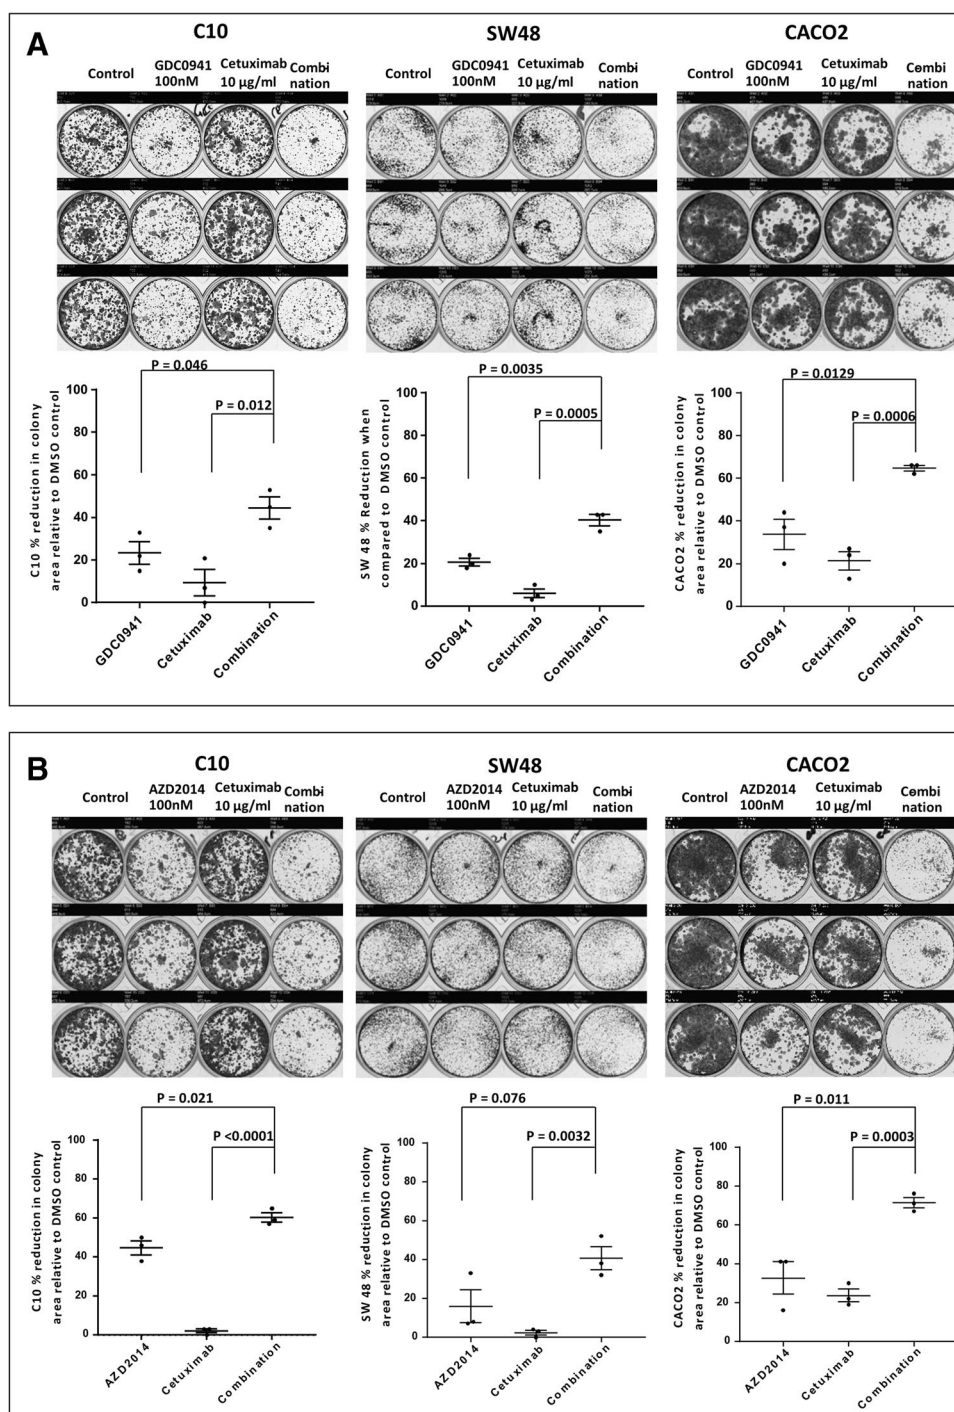 A
C10
SW48
CACO2
Control
GDC0941
100nM
Cetuximab
10 µg/ml
Combi
nation
Control
GDC0941
100nM
Cetuximab
10 µg/ml
Combi
nation
Control
GDC0941
100nM
Cetuximab
10 µg/ml
Combi
nation
P = 0.046
P = 0.012
C10 % reduction in colony
area relative to DMSO control
100
80
60
40
20
0
GDC0941
Cetuximab
Combination
P = 0.0035
P = 0.0005
SW 48 % Reduction when
compared to DMSO control
100
80
60
40
20
0
GDC0941
Cetuximab
Combination
P = 0.0129
P = 0.0006
CACO2 % reduction in colony
area relative to DMSO control
100
80
60
40
20
0
GDC0941
Cetuximab
Combination
B
C10
SW48
CACO2
Control
AZD2014
100nM
Cetuximab
10 µg/ml
Combi
nation
Control
AZD2014
100nM
Cetuximab
10 µg/ml
Combi
nation
Control
AZD2014
100nM
Cetuximab
10 µg/ml
Combi
nation
P = 0.021
P <0.0001
C10 % reduction in colony
area relative to DMSO control
100
80
60
40
20
0
AZD2014
Cetuximab
Combination
P = 0.076
P = 0.0032
SW 48 % reduction in colony
area relative to DMSO control
100
80
60
40
20
0
AZD2014
Cetuximab
Combination
P = 0.011
P = 0.0003
CACO2 % reduction in colony
area relative to DMSO control
100
80
60
40
20
0
AZD2014
Cetuximab
Combination